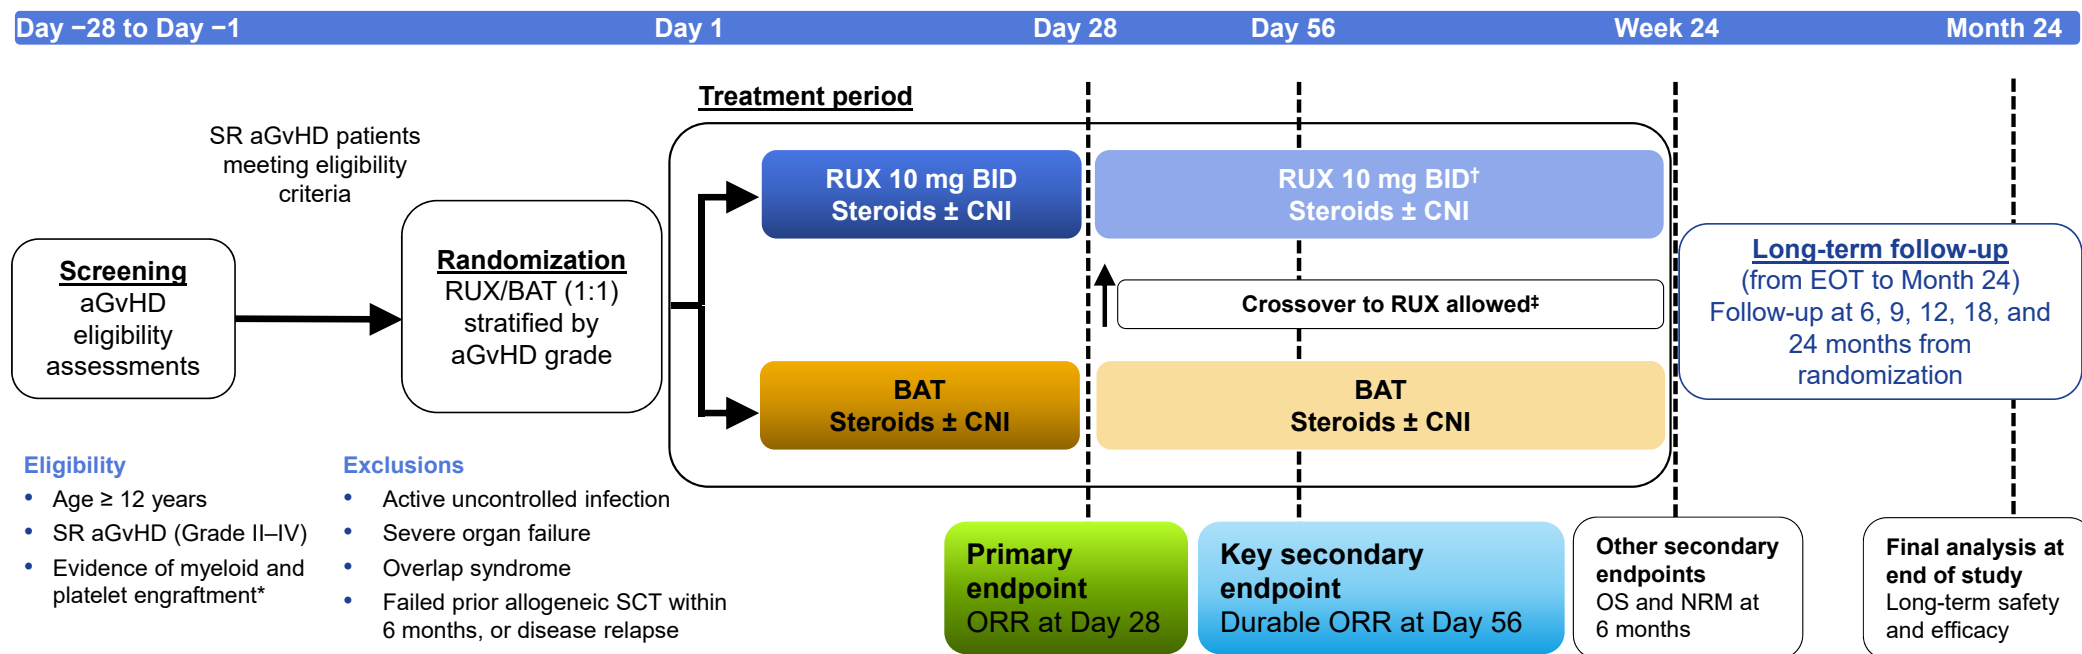 Day −28 to Day −1
Day 1
Day 28
Day 56
Week 24
Month 24
Treatment period
SR aGvHD patients
meeting eligibility
criteria
Screening
aGvHD
eligibility
assessments
Randomization
RUX/BAT (1:1)
stratified by
aGvHD grade
RUX 10 mg BID
Steroids ± CNI
RUX 10 mg BID†
Steroids ± CNI
Crossover to RUX allowed‡
BAT
Steroids ± CNI
BAT
Steroids ± CNI
Long-term follow-up
(from EOT to Month 24)
Follow-up at 6, 9, 12, 18, and
24 months from
randomization
Eligibility
• Age ≥ 12 years
• SR aGvHD (Grade II–IV)
• Evidence of myeloid and
platelet engraftment*
Exclusions
• Active uncontrolled infection
• Severe organ failure
• Overlap syndrome
• Failed prior allogeneic SCT within
6 months, or disease relapse
Primary
endpoint
ORR at Day 28
Key secondary
endpoint
Durable ORR at Day 56
Other secondary
endpoints
OS and NRM at
6 months
Final analysis at
end of study
Long-term safety
and efficacy